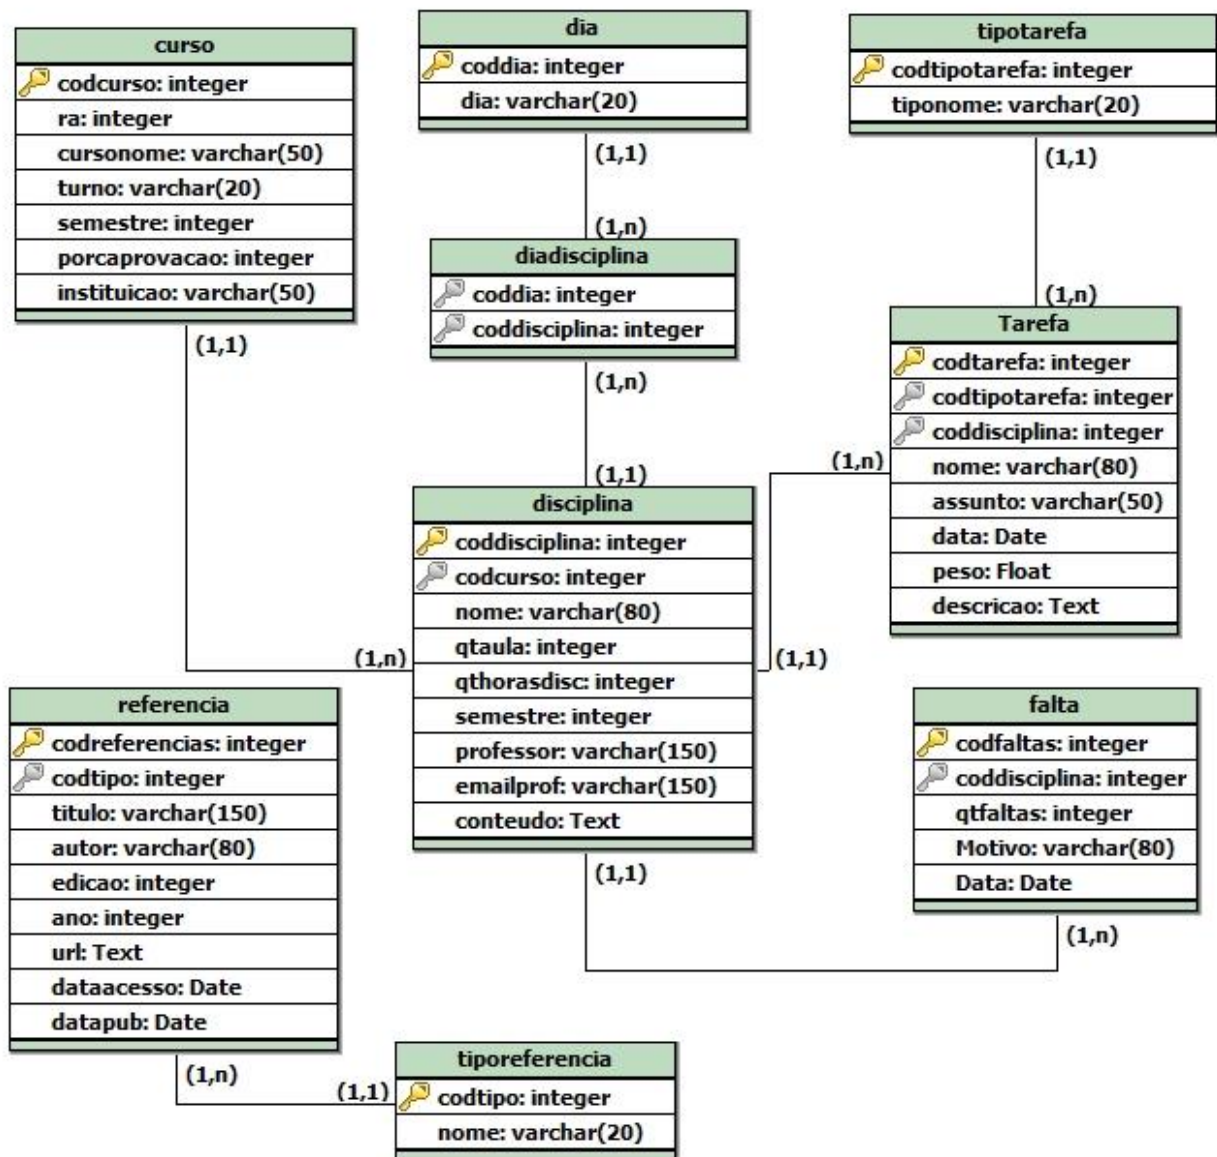 curso
codcurso: integer
ra: integer
cursonome: varchar(50)
turno: varchar(20)
semestre: integer
porcaprovacao: integer
instituicao: varchar(50)
(1,1)
dia
coddia: integer
dia: varchar(20)
(1,1)
(1,n)
diadisciplina
coddia: integer
coddisciplina: integer
(1,n)
(1,1)
tipotarefa
codtipotarefa: integer
tiponome: varchar(20)
(1,1)
(1,n)
Tarefa
codtarefa: integer
codtipotarefa: integer
coddisciplina: integer
nome: varchar(80)
assunto: varchar(50)
data: Date
peso: Float
descricao: Text
(1,n)
(1,1)
disciplina
coddisciplina: integer
codcurso: integer
nome: varchar(80)
qtaula: integer
qthorasdisc: integer
semestre: integer
professor: varchar(150)
emailprof: varchar(150)
conteudo: Text
(1,n)
(1,1)
referencia
codreferencias: integer
codtipo: integer
titulo: varchar(150)
autor: varchar(80)
edicao: integer
ano: integer
url: Text
dataacesso: Date
datapub: Date
(1,n)
falta
codfaltas: integer
coddisciplina: integer
qtfaltas: integer
Motivo: varchar(80)
Data: Date
(1,n)
(1,1)
tiporeferencia
codtipo: integer
nome: varchar(20)